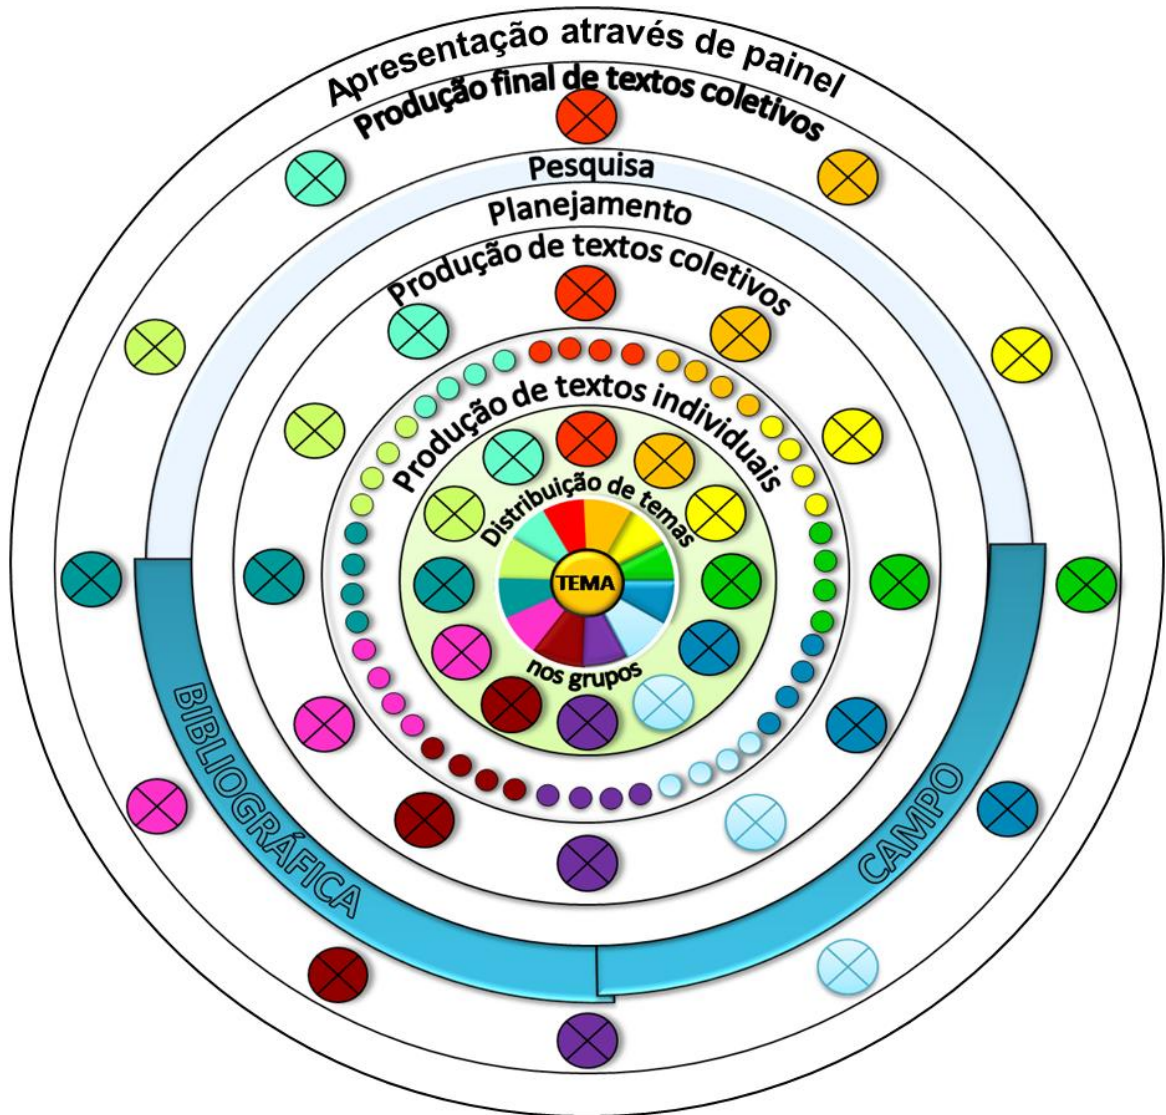 Apresentação através de painel
Produção final de textos coletivos
Pesquisa
Planejamento
Produção de textos coletivos
Produção de textos individuais
Distribuição de temas
TEMA
nos grupos
BIBLIOGRÁFICA
CAMPO